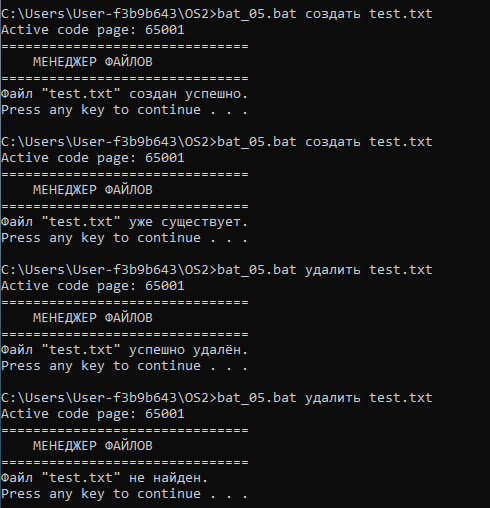 C:\Users\User-f3b9b643\OS2>bat_05.bat создать test.txt
Active code page: 65001
===============================
    МЕНЕДЖЕР ФАЙЛОВ
===============================
Файл "test.txt" создан успешно.
Press any key to continue . . .
C:\Users\User-f3b9b643\OS2>bat_05.bat создать test.txt
Active code page: 65001
===============================
    МЕНЕДЖЕР ФАЙЛОВ
===============================
Файл "test.txt" уже существует.
Press any key to continue . . .
C:\Users\User-f3b9b643\OS2>bat_05.bat удалить test.txt
Active code page: 65001
===============================
    МЕНЕДЖЕР ФАЙЛОВ
===============================
Файл "test.txt" успешно удалён.
Press any key to continue . . .
C:\Users\User-f3b9b643\OS2>bat_05.bat удалить test.txt
Active code page: 65001
===============================
    МЕНЕДЖЕР ФАЙЛОВ
===============================
Файл "test.txt" не найден.
Press any key to continue . . .